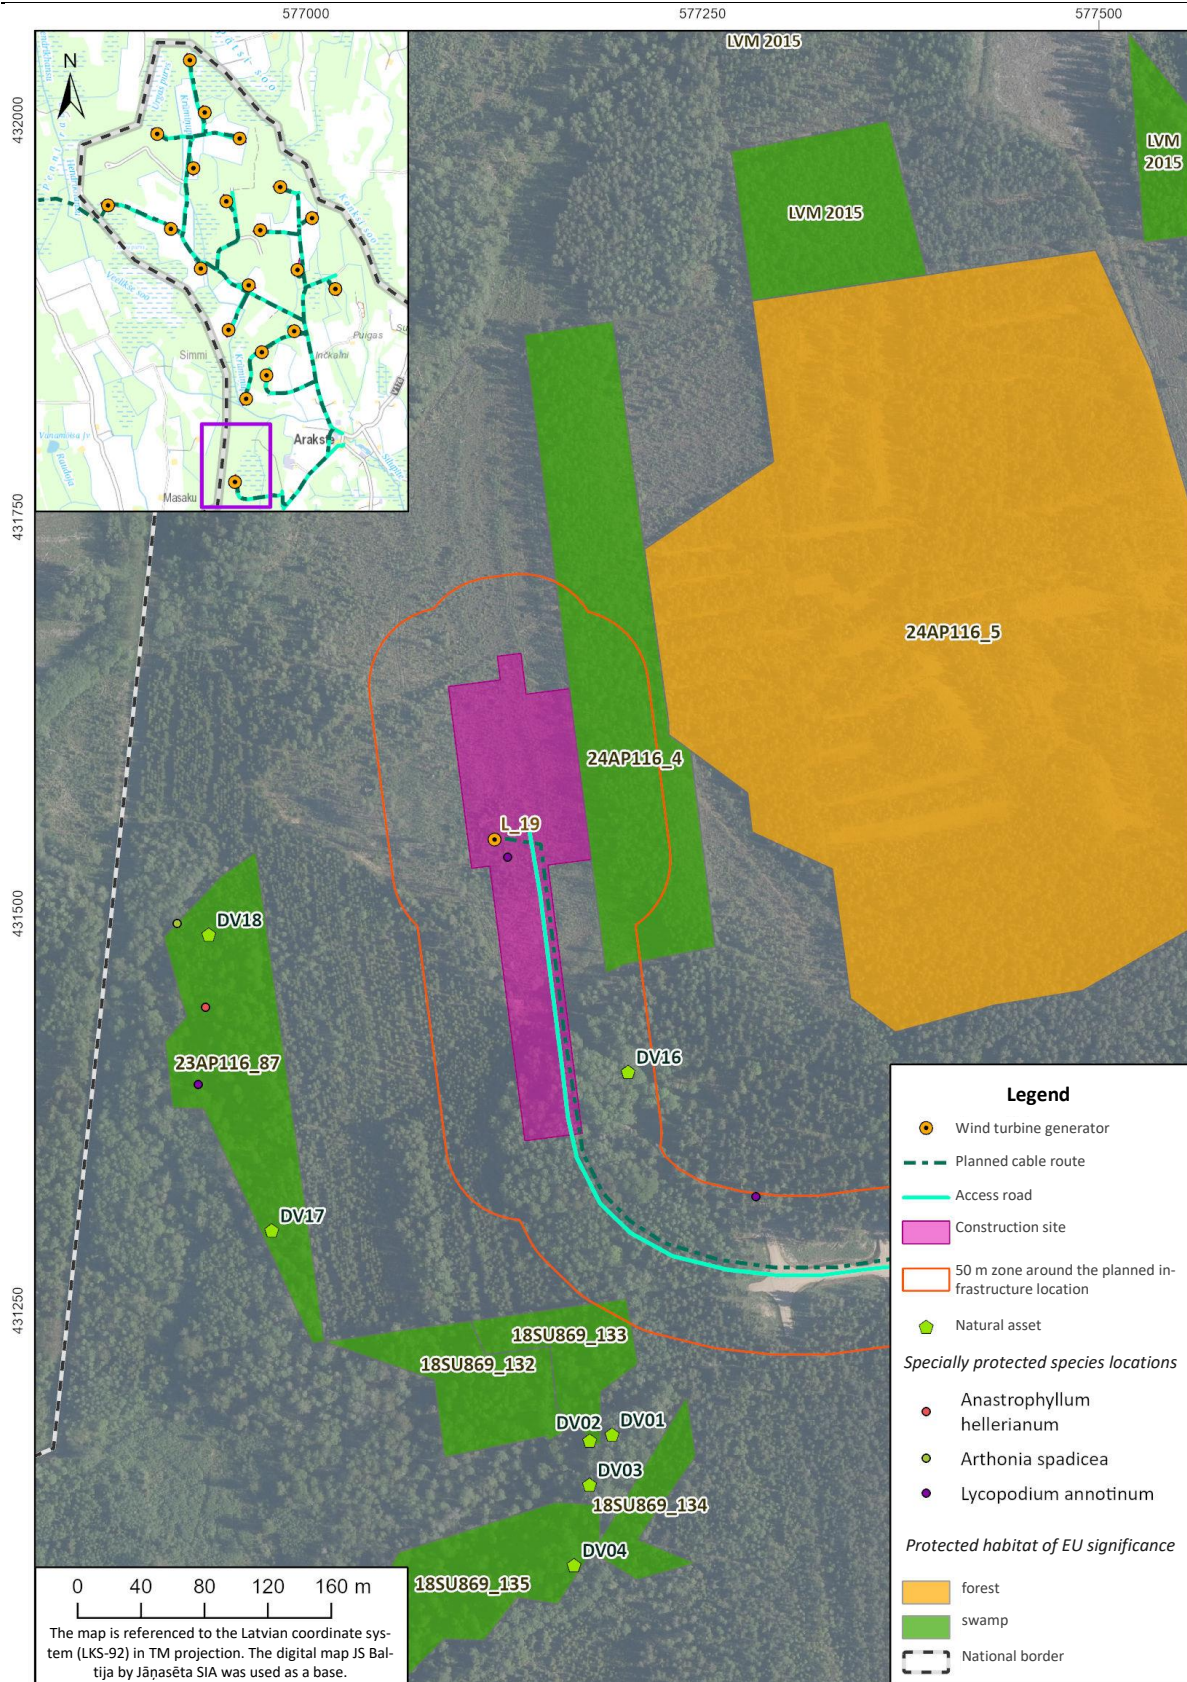 577000
577250
577500
432000
431750
431500
431250
N
Puigas
Inčkalni
Simmi
Arakste
Masaku
LVM 2015
LVM 2015
LVM
2015
24AP116_5
24AP116_4
L_19
DV18
23AP116_87
DV16
DV17
18SU869_133
18SU869_132
DV02
DV01
DV03
18SU869_134
DV04
18SU869_135
Legend
Wind turbine generator
Planned cable route
Access road
Construction site
50 m zone around the planned in-
frastructure location
Natural asset
Specially protected species locations
Anastrophyllum
hellerianum
Arthonia spadicea
Lycopodium annotinum
Protected habitat of EU significance
forest
swamp
National border
0 40 80 120 160 m
The map is referenced to the Latvian coordinate sys-
tem (LKS-92) in TM projection. The digital map JS Bal-
tija by Jāņasēta SIA was used as a base.